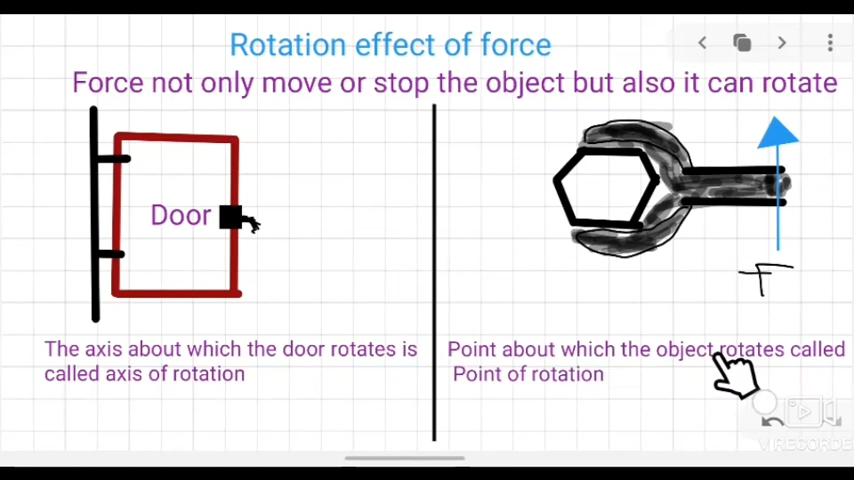 Rotation effect of force
Force not only move or stop the object but also it can rotate
Door
F
The axis about which the door rotates is
called axis of rotation
Point about which the object rotates called
Point of rotation
VIRECORDE